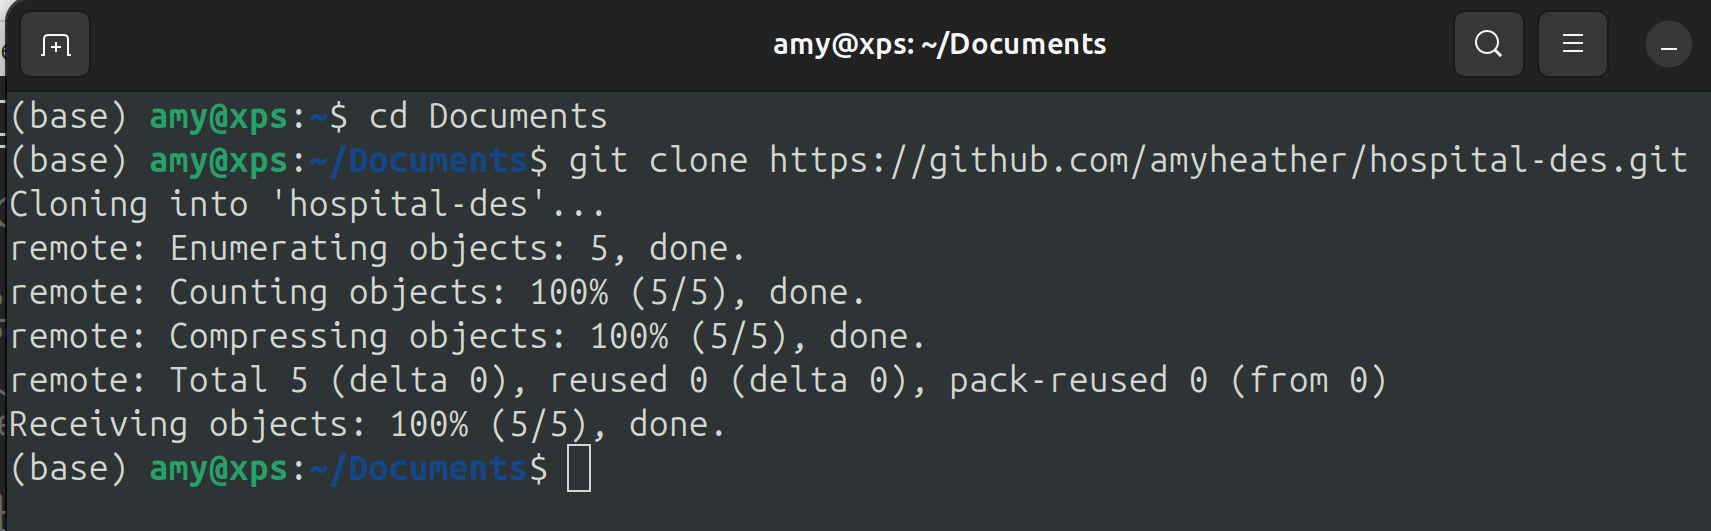 amy@xps: ~/Documents
(base) amy@xps:~$ cd Documents
(base) amy@xps:~/Documents$ git clone https://github.com/amyheather/hospital-des.git
Cloning into 'hospital-des'...
remote: Enumerating objects: 5, done.
remote: Counting objects: 100% (5/5), done.
remote: Compressing objects: 100% (5/5), done.
remote: Total 5 (delta 0), reused 0 (delta 0), pack-reused 0 (from 0)
Receiving objects: 100% (5/5), done.
(base) amy@xps:~/Documents$